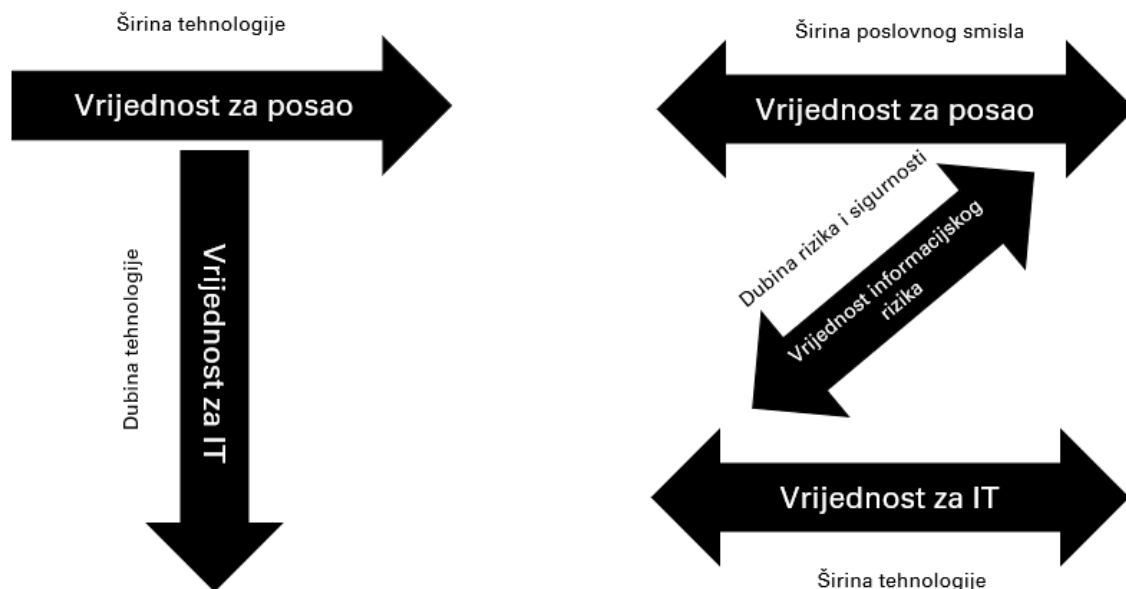 Širina tehnologije
Vrijednost za posao
Dubina tehnologije
Vrijednost za IT
Širina poslovnog smisla
Vrijednost za posao
Dubina rizika i sigurnosti
Vrijednost informacijskog
rizika
Vrijednost za IT
Širina tehnologije